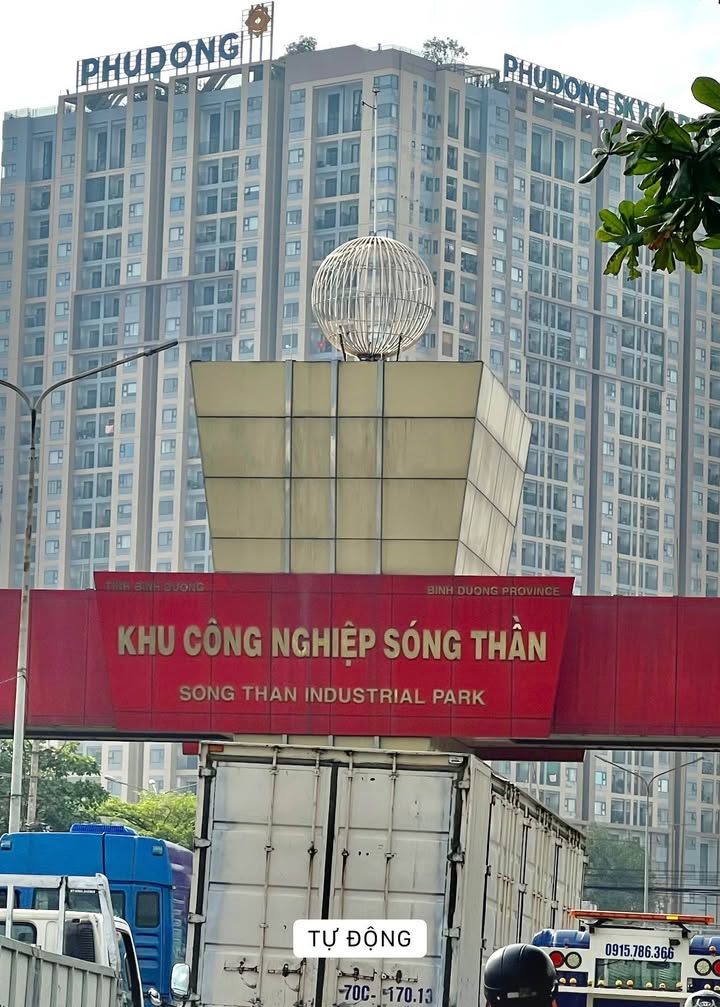 PHUDONG
PHUDONG SKY
TỈNH BÌNH DƯƠNG
BINH DUONG PROVINCE
KHU CÔNG NGHIỆP SÓNG THẦN
SONG THAN INDUSTRIAL PARK
TỰ ĐỘNG
0915.786.366
70C- 170.13